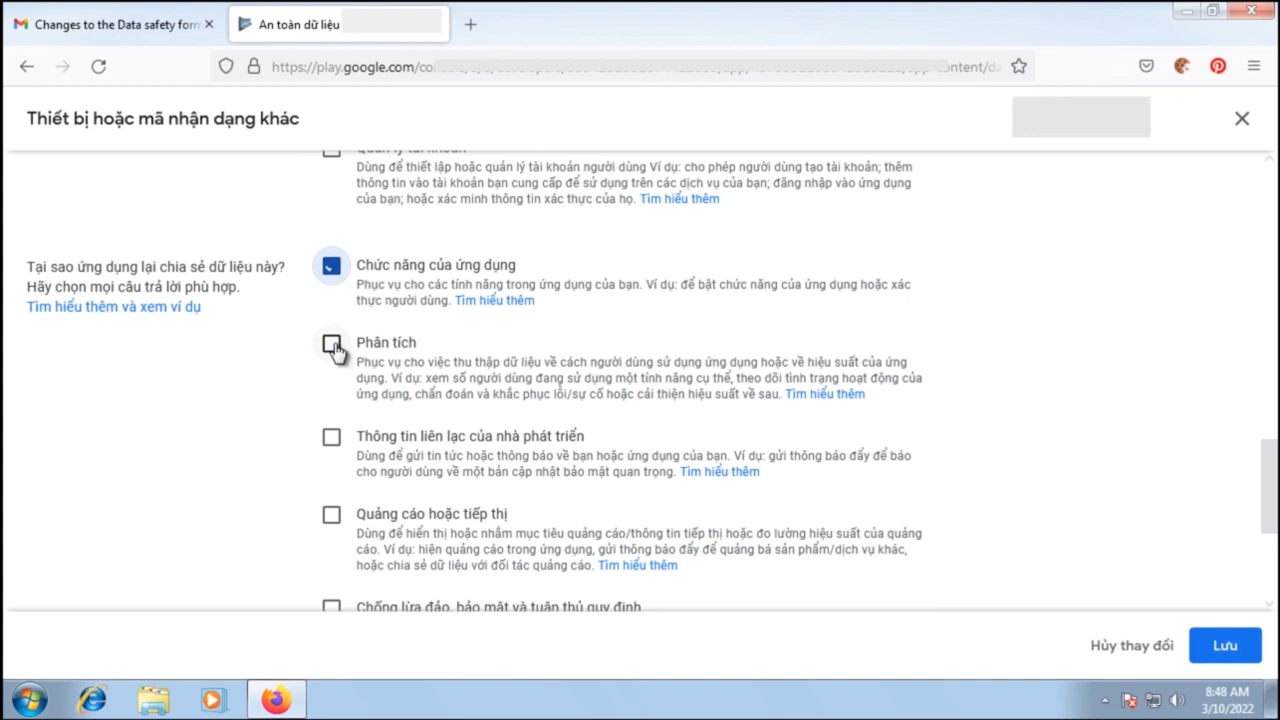 Changes to the Data safety form
An toàn dữ liệu
https://play.google.com/
Thiết bị hoặc mã nhận dạng khác
Quản lý tài khoản
Dùng để thiết lập hoặc quản lý tài khoản người dùng Ví dụ: cho phép người dùng tạo tài khoản; thêm
thông tin vào tài khoản bạn cung cấp để sử dụng trên các dịch vụ của bạn; đăng nhập vào ứng dụng
của bạn; hoặc xác minh thông tin xác thực của họ. Tìm hiểu thêm
Tại sao ứng dụng lại chia sẻ dữ liệu này?
Hãy chọn mọi câu trả lời phù hợp.
Tìm hiểu thêm và xem ví dụ
Chức năng của ứng dụng
Phục vụ cho các tính năng trong ứng dụng của bạn. Ví dụ: để bật chức năng của ứng dụng hoặc xác
thực người dùng. Tìm hiểu thêm
Phân tích
Phục vụ cho việc thu thập dữ liệu về cách người dùng sử dụng ứng dụng hoặc về hiệu suất của ứng
dụng. Ví dụ: xem số người dùng đang sử dụng một tính năng cụ thể, theo dõi tình trạng hoạt động của
ứng dụng, chẩn đoán và khắc phục lỗi/sự cố hoặc cải thiện hiệu suất về sau. Tìm hiểu thêm
Thông tin liên lạc của nhà phát triển
Dùng để gửi tin tức hoặc thông báo về bạn hoặc ứng dụng của bạn. Ví dụ: gửi thông báo đẩy để báo
cho người dùng về một bản cập nhật bảo mật quan trọng. Tìm hiểu thêm
Quảng cáo hoặc tiếp thị
Dùng để hiển thị hoặc nhắm mục tiêu quảng cáo/thông tin tiếp thị hoặc đo lường hiệu suất của quảng
cáo. Ví dụ: hiện quảng cáo trong ứng dụng, gửi thông báo đẩy để quảng bá sản phẩm/dịch vụ khác,
hoặc chia sẻ dữ liệu với đối tác quảng cáo. Tìm hiểu thêm
Chống lừa đảo, bảo mật và tuân thủ quy định
Hủy thay đổi
Lưu
8:48 AM
3/10/2022